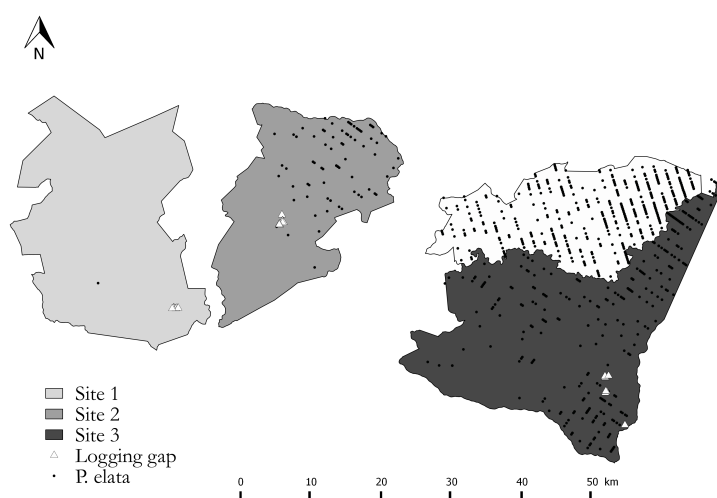 N
Site 1
Site 2
Site 3
Logging gap
P. elata
0 10 20 30 40 50 km